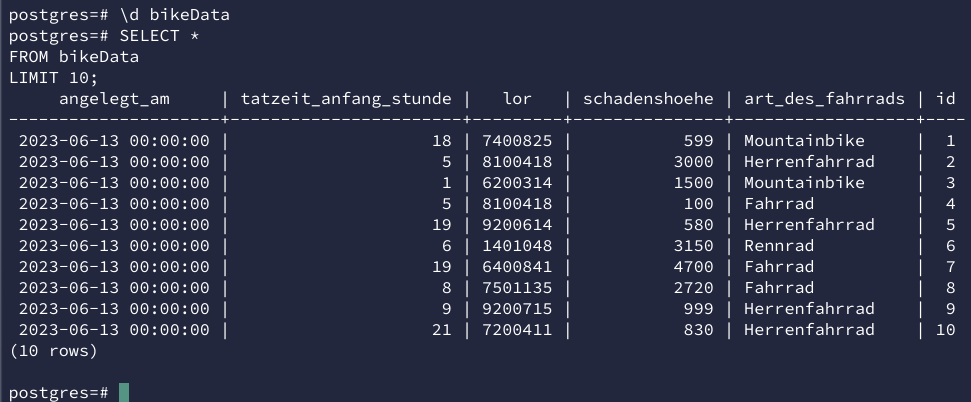 postgres=# \d bikeData
postgres=# SELECT *
FROM bikeData
LIMIT 10;
     angelegt_am     | tatzeit_anfang_stunde |   lor   | schadenshoehe | art_des_fahrrads | id
---------------------+-----------------------+---------+---------------+------------------+----
 2023-06-13 00:00:00 |                    18 | 7400825 |           599 | Mountainbike     |  1
 2023-06-13 00:00:00 |                     5 | 8100418 |          3000 | Herrenfahrrad    |  2
 2023-06-13 00:00:00 |                     1 | 6200314 |          1500 | Mountainbike     |  3
 2023-06-13 00:00:00 |                     5 | 8100418 |           100 | Fahrrad          |  4
 2023-06-13 00:00:00 |                    19 | 9200614 |           580 | Herrenfahrrad    |  5
 2023-06-13 00:00:00 |                     6 | 1401048 |          3150 | Rennrad          |  6
 2023-06-13 00:00:00 |                    19 | 6400841 |          4700 | Fahrrad          |  7
 2023-06-13 00:00:00 |                     8 | 7501135 |          2720 | Fahrrad          |  8
 2023-06-13 00:00:00 |                     9 | 9200715 |           999 | Herrenfahrrad    |  9
 2023-06-13 00:00:00 |                    21 | 7200411 |           830 | Herrenfahrrad    | 10
(10 rows)
postgres=#